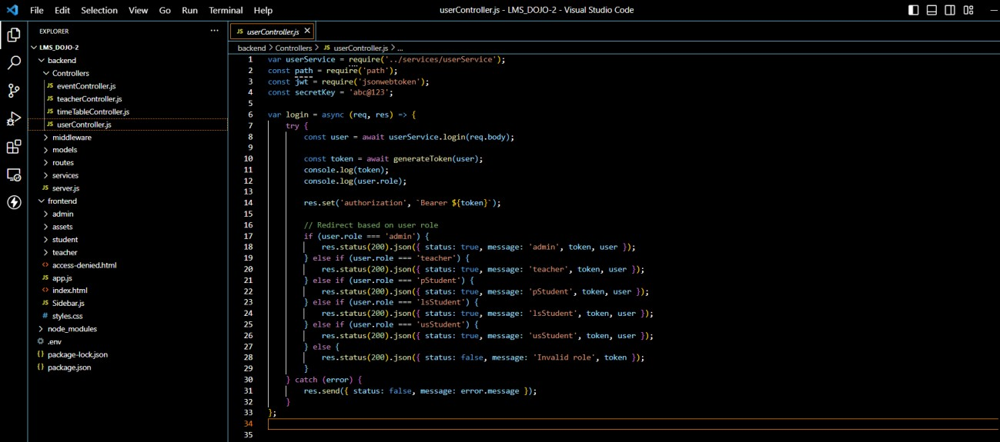 File Edit Selection View Go Run Terminal Help
userController.js - LMS_DOJO-2 - Visual Studio Code
EXPLORER
LMS_DOJO-2
backend
Controllers
JS eventController.js
JS teacherController.js
JS timeTableController.js
JS userController.js
middleware
models
routes
services
JS server.js
frontend
admin
assets
student
teacher
<> access-denied.html
JS app.js
<> index.html
JS Sidebar.js
# styles.css
node_modules
.env
{} package-lock.json
{} package.json
JS userController.js
backend > Controllers > JS userController.js > ...
1 var userService = require('../services/userService');
2 const path = require('path');
3 const jwt = require('jsonwebtoken');
4 const secretKey = 'abc@123';
5
6 var login = async (req, res) => {
7 try {
8 const user = await userService.login(req.body);
9
10 const token = await generateToken(user);
11 console.log(token);
12 console.log(user.role);
13
14 res.set('authorization', `Bearer ${token}`);
15
16 // Redirect based on user role
17 if (user.role === 'admin') {
18 res.status(200).json({ status: true, message: 'admin', token, user });
19 } else if (user.role === 'teacher') {
20 res.status(200).json({ status: true, message: 'teacher', token, user });
21 } else if (user.role === 'pStudent') {
22 res.status(200).json({ status: true, message: 'pStudent', token, user });
23 } else if (user.role === 'lsStudent') {
24 res.status(200).json({ status: true, message: 'lsStudent', token, user });
25 } else if (user.role === 'usStudent') {
26 res.status(200).json({ status: true, message: 'usStudent', token, user });
27 } else {
28 res.status(200).json({ status: false, message: 'Invalid role', token });
29 }
30 } catch (error) {
31 res.send({ status: false, message: error.message });
32 }
33 };
34
35